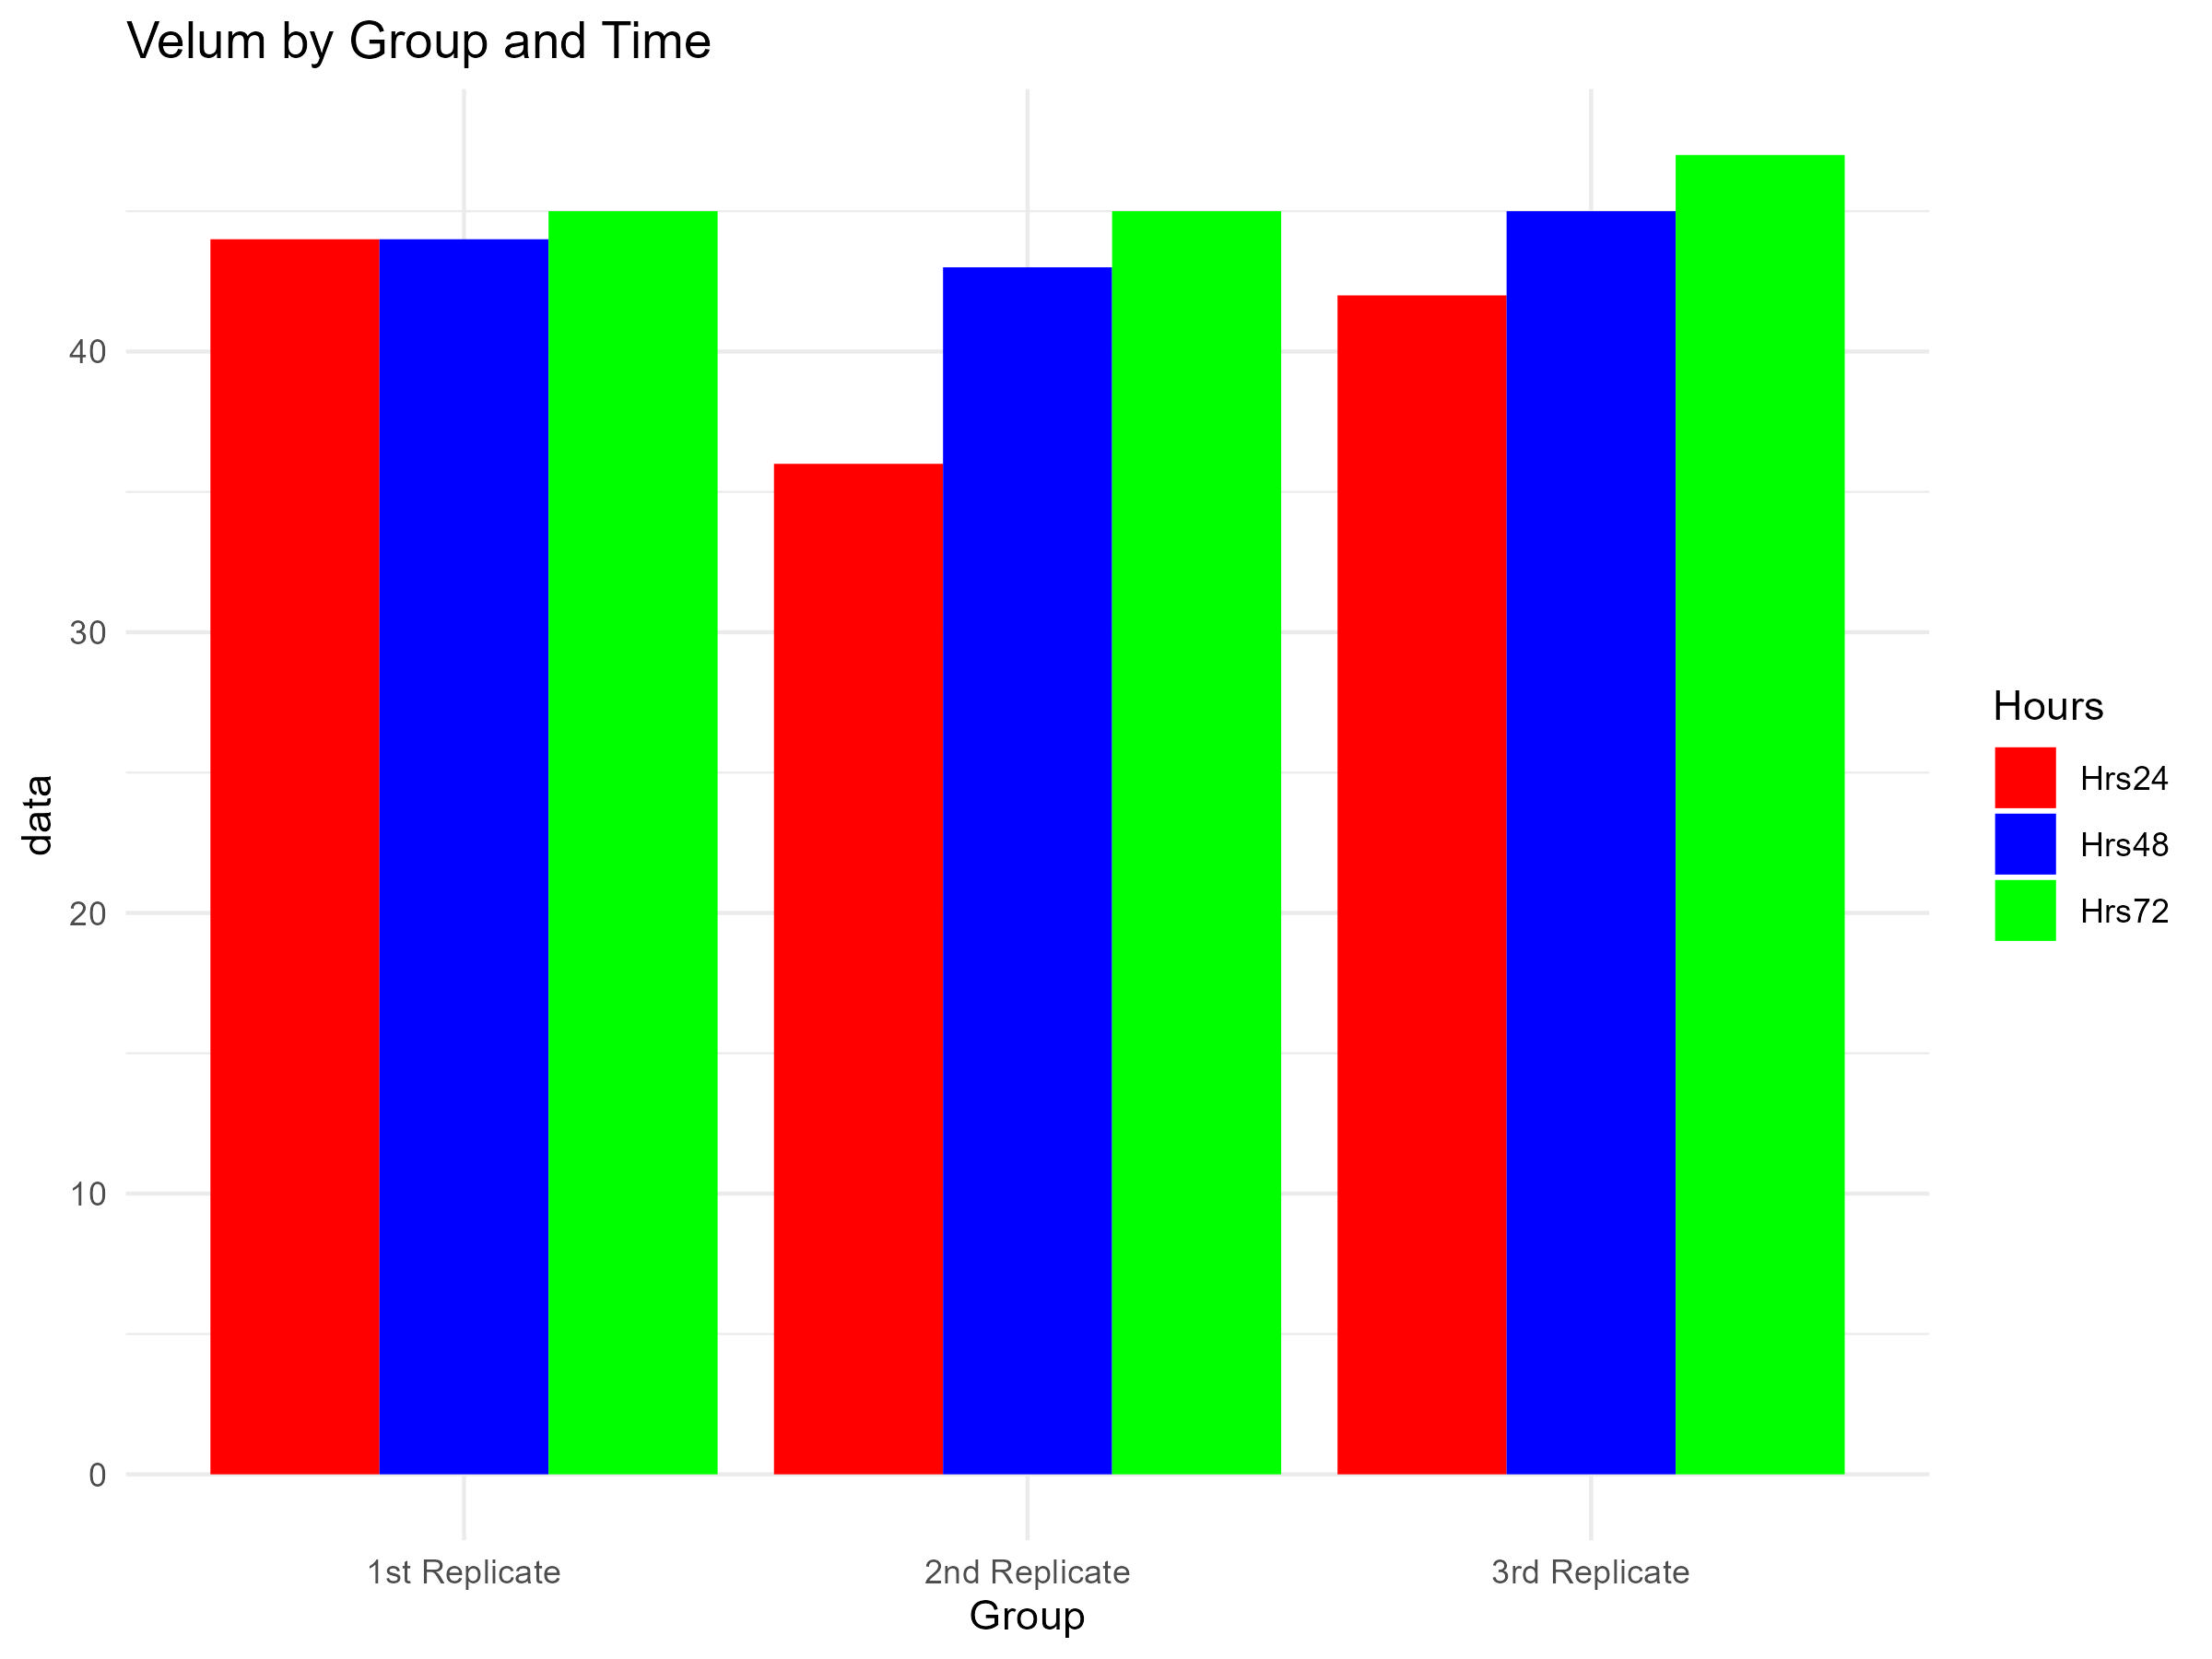 Velum by Group and Time
data
40
30
20
10
0
1st Replicate
2nd Replicate
3rd Replicate
Group
Hours
Hrs24
Hrs48
Hrs72